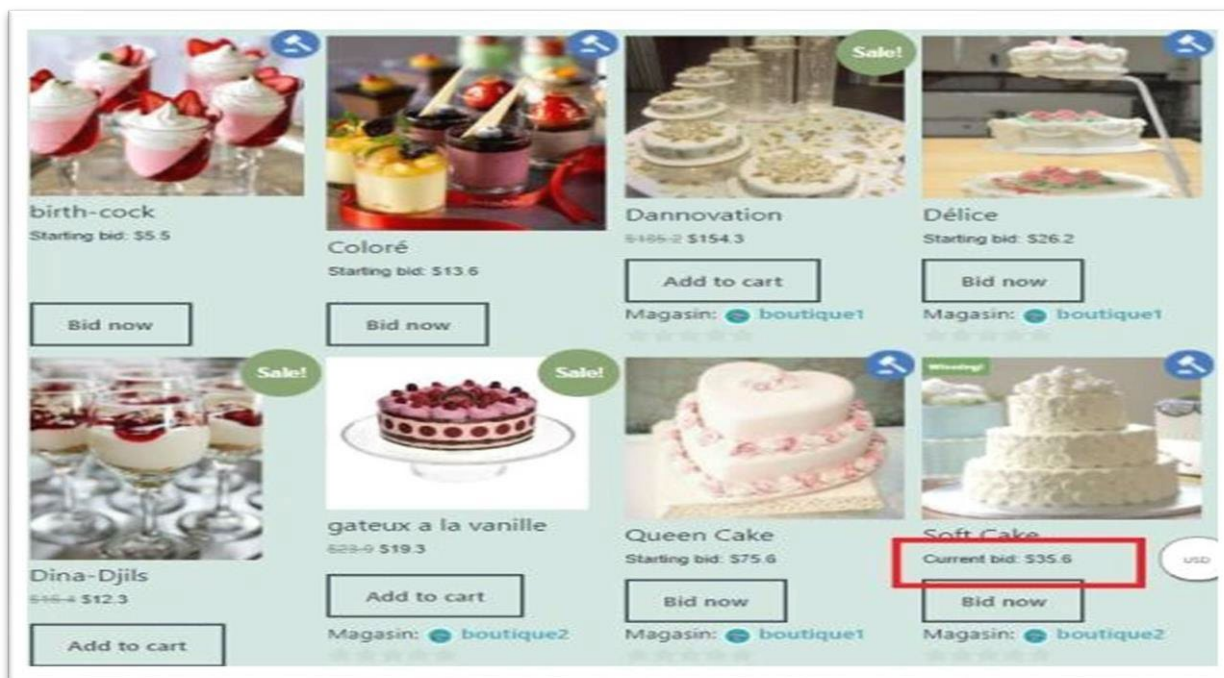 Sale!
birth-cock
Starting bid: $5.5
Bid now
Coloré
Starting bid: $13.6
Bid now
Dannovation
$154.3
Add to cart
Magasin: boutique1
Délice
Starting bid: $26.2
Bid now
Magasin: boutique1
Sale!
Dina-Djils
$12.3
Add to cart
Sale!
gateux a la vanille
$23.9 $19.3
Add to cart
Magasin: boutique2
Queen Cake
Starting bid: $75.6
Bid now
Magasin: boutique1
Winning!
Soft Cake
Current bid: $35.6
USD
Bid now
Magasin: boutique2